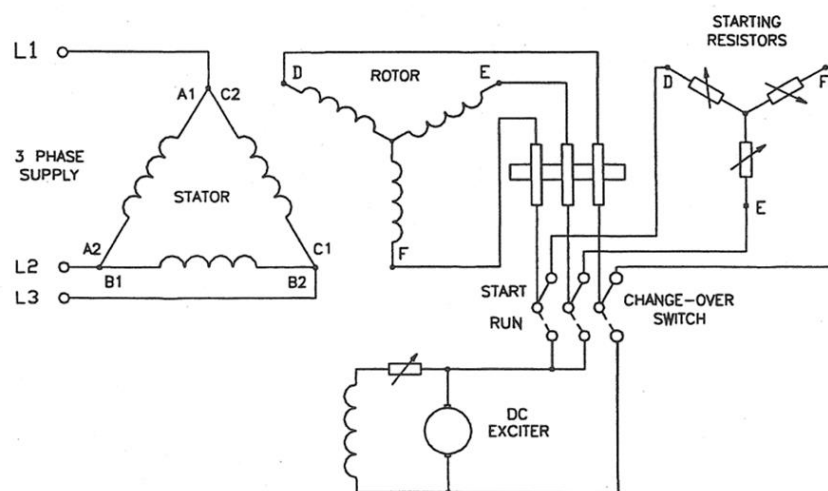 STARTING
RESISTORS
L1
D
ROTOR
E
D
F
A1 C2
3 PHASE
SUPPLY
STATOR
E
A2
C1
L2
B1
B2
F
L3
START
RUN
CHANGE-OVER
SWITCH
DC
EXCITER